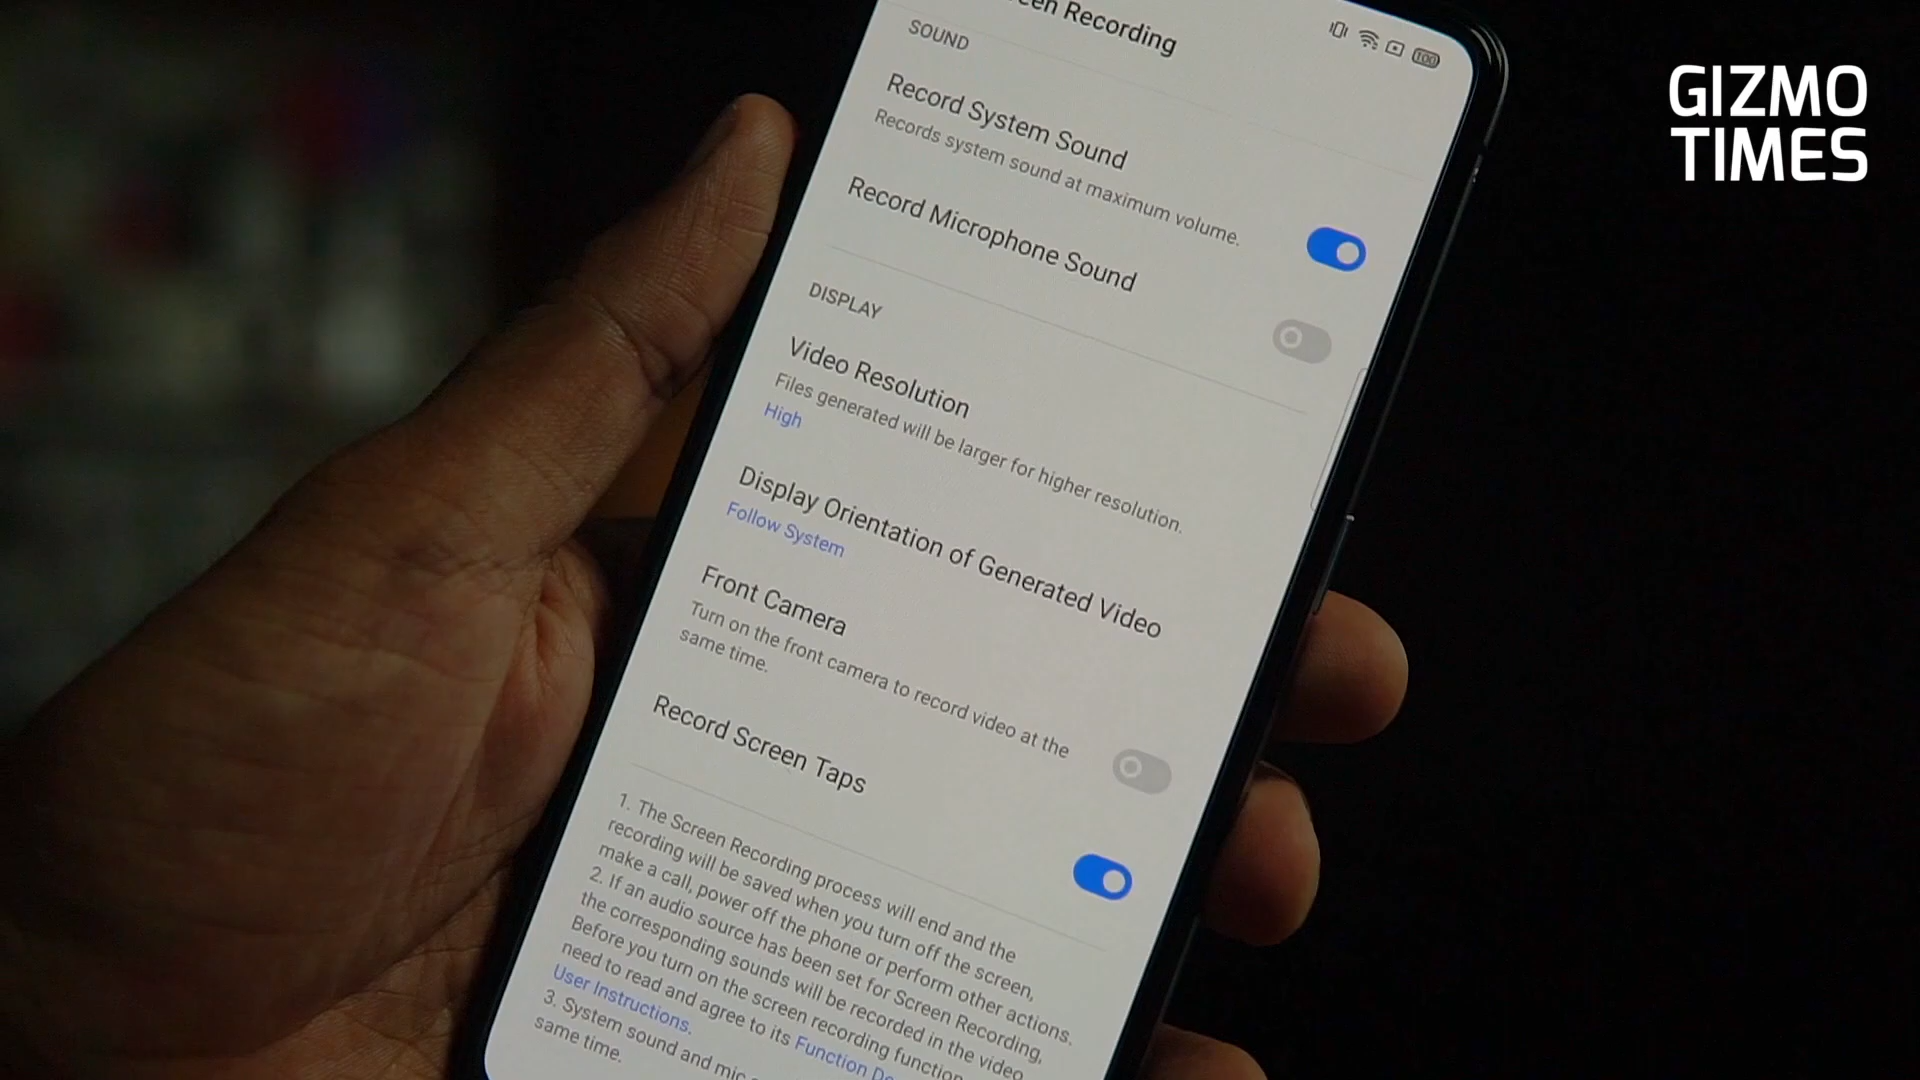 Recording
GIZMO
TIMES
SOUND
Record System Sound
Records system sound at maximum volume.
Record Microphone Sound
DISPLAY
Video Resolution
Files generated will be larger for higher resolution.
High
Display Orientation of Generated Video
Follow System
Front Camera
Turn on the front camera to record video at the
same time.
Record Screen Taps
1. The Screen Recording process will end and the
recording will be saved when you turn off the screen,
make a call, power off the phone or perform other actions.
2. If an audio source has been set for Screen Recording,
the corresponding sounds will be recorded in the video
Before you turn on the screen recording function
need to read and agree to its Function
User Instructions.
3. System sound and mic
same time.
100